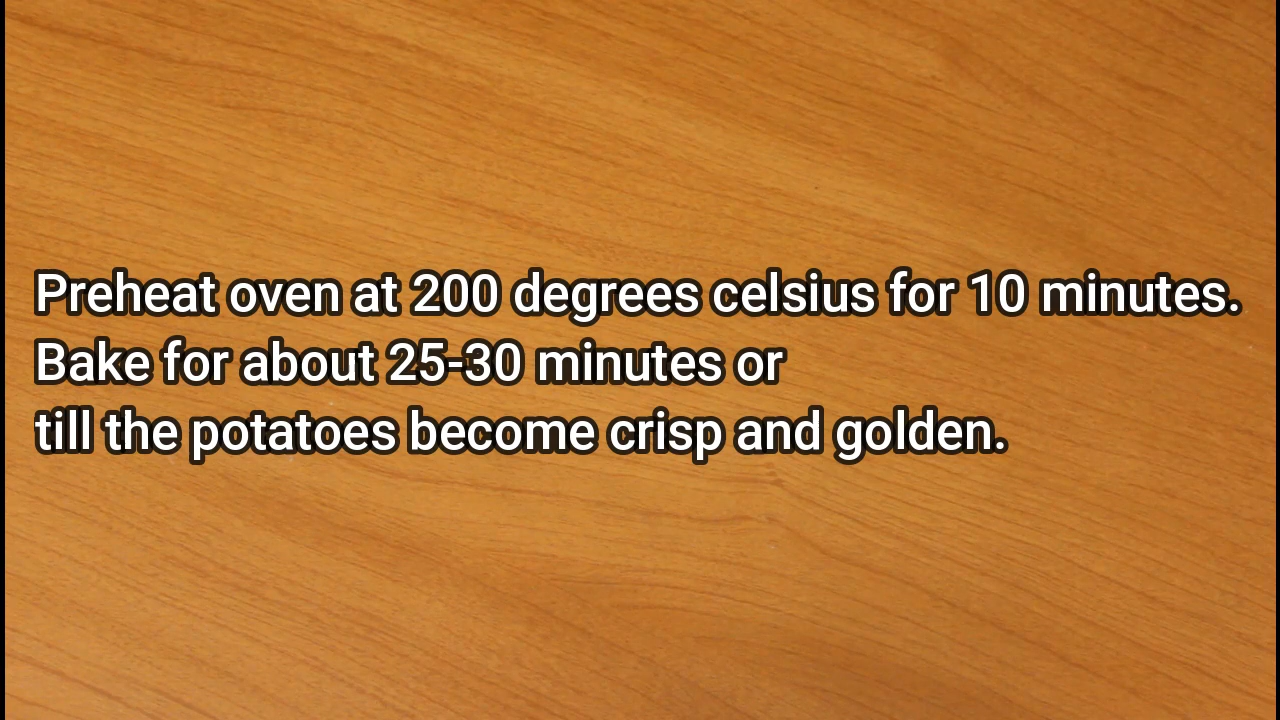 Preheat oven at 200 degrees celsius for 10 minutes.
Bake for about 25-30 minutes or
till the potatoes become crisp and golden.